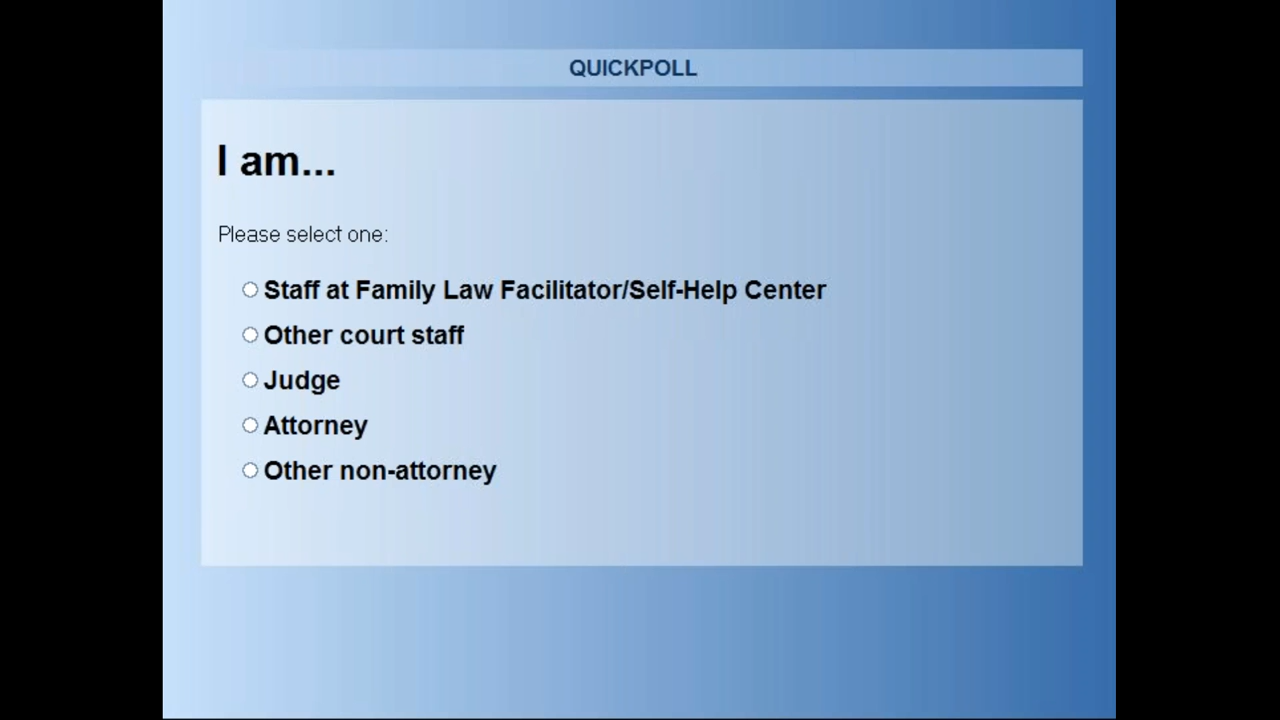 QUICKPOLL
I am...
Please select one:
Staff at Family Law Facilitator/Self-Help Center
Other court staff
Judge
Attorney
Other non-attorney